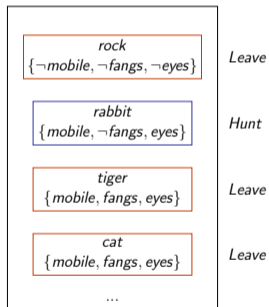 rock
{¬mobile, ¬fangs, ¬eyes}
Leave
rabbit
{mobile, ¬fangs, eyes}
Hunt
tiger
{mobile, fangs, eyes}
Leave
cat
{mobile, fangs, eyes}
Leave
...